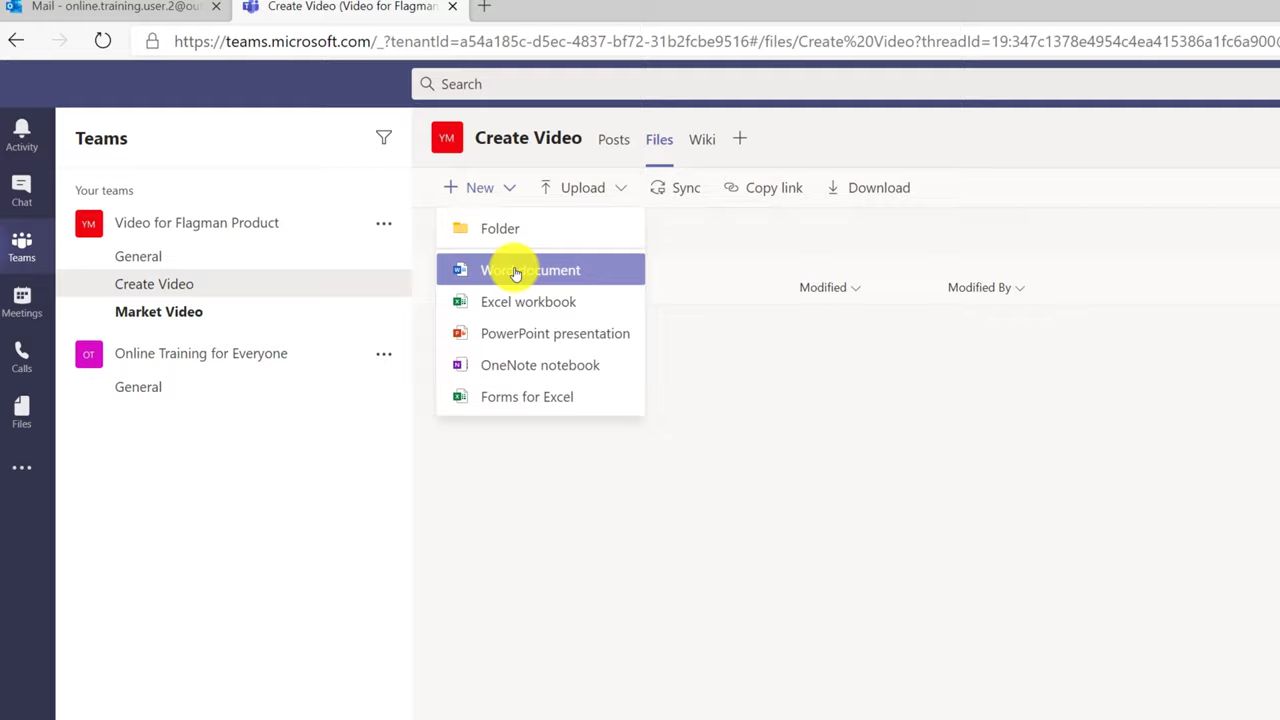 Mail - online.training.user.2@ou
Create Video (Video for Flagman
https://teams.microsoft.com/_?tenantId=a54a185c-d5ec-4837-bf72-31b2fcbe9516#/files/Create%20Video?threadId=19:347c1378e4954c4ea415386a1fc6a900@
Search
Activity
Chat
Teams
Meetings
Calls
Files
Teams
Your teams
YM Video for Flagman Product
General
Create Video
Market Video
OT Online Training for Everyone
General
YM Create Video Posts Files Wiki
New Upload Sync Copy link Download
Folder
Word document
Excel workbook
PowerPoint presentation
OneNote notebook
Forms for Excel
Modified Modified By